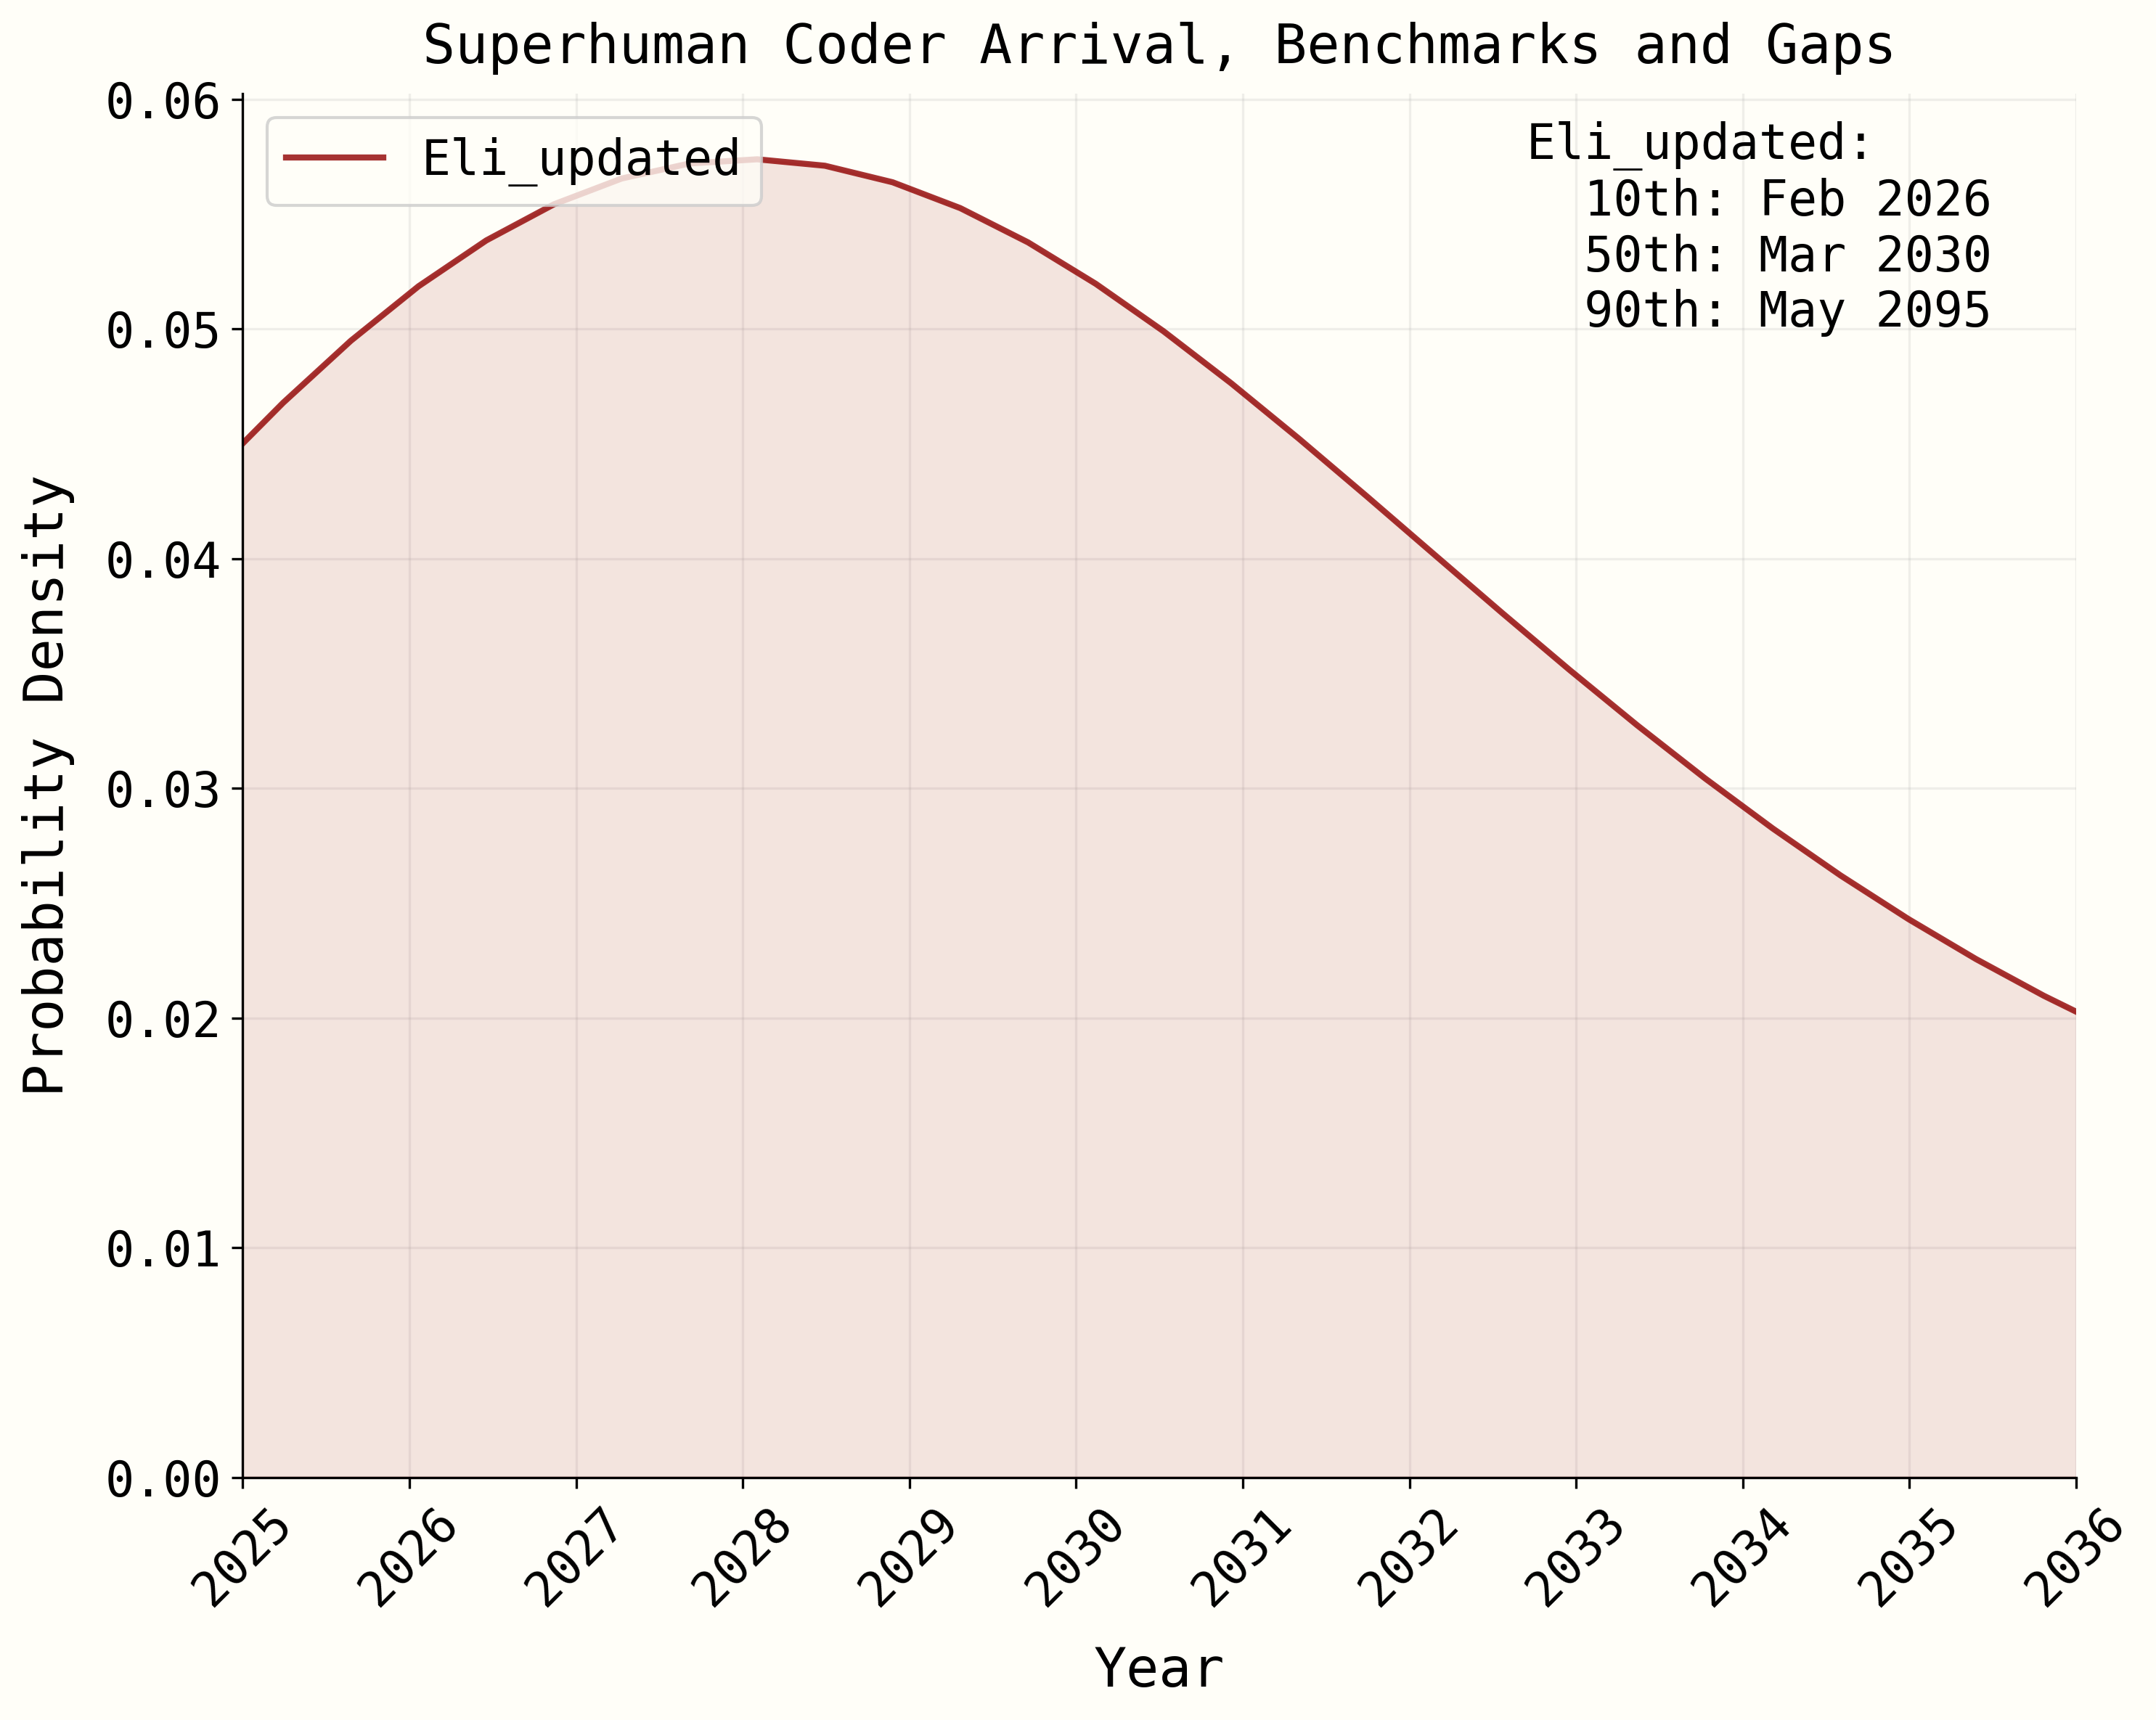 Superhuman Coder Arrival, Benchmarks and Gaps
Eli_updated
Eli_updated:
10th: Feb 2026
50th: Mar 2030
90th: May 2095
Probability Density
0.06
0.05
0.04
0.03
0.02
0.01
0.00
2025
2026
2027
2028
2029
2030
2031
2032
2033
2034
2035
2036
Year